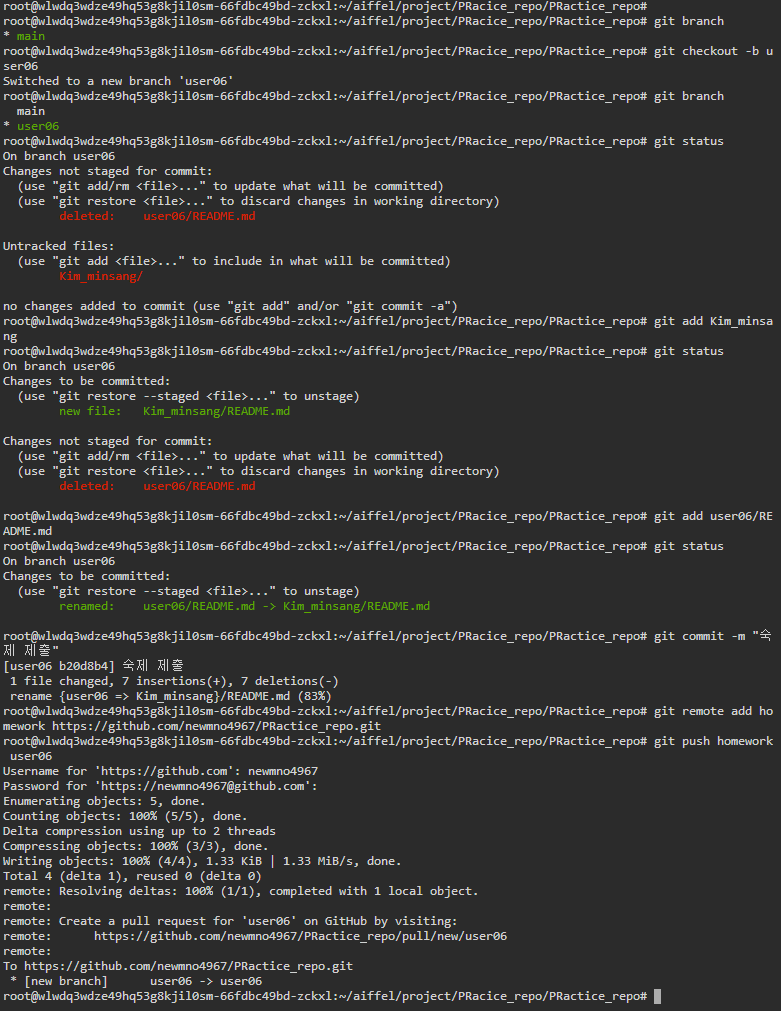 root@wlwdq3wdze49hq53g8kjil0sm-66fdbc49bd-zckxl:~/aiffel/project/PRacice_repo/PRactice_repo#
root@wlwdq3wdze49hq53g8kjil0sm-66fdbc49bd-zckxl:~/aiffel/project/PRacice_repo/PRactice_repo# git branch
* main
root@wlwdq3wdze49hq53g8kjil0sm-66fdbc49bd-zckxl:~/aiffel/project/PRacice_repo/PRactice_repo# git checkout -b u
ser06
Switched to a new branch 'user06'
root@wlwdq3wdze49hq53g8kjil0sm-66fdbc49bd-zckxl:~/aiffel/project/PRacice_repo/PRactice_repo# git branch
  main
* user06
root@wlwdq3wdze49hq53g8kjil0sm-66fdbc49bd-zckxl:~/aiffel/project/PRacice_repo/PRactice_repo# git status
On branch user06
Changes not staged for commit:
  (use "git add/rm <file>..." to update what will be committed)
  (use "git restore <file>..." to discard changes in working directory)
        deleted:    user06/README.md
Untracked files:
  (use "git add <file>..." to include in what will be committed)
        Kim_minsang/
no changes added to commit (use "git add" and/or "git commit -a")
root@wlwdq3wdze49hq53g8kjil0sm-66fdbc49bd-zckxl:~/aiffel/project/PRacice_repo/PRactice_repo# git add Kim_minsa
ng
root@wlwdq3wdze49hq53g8kjil0sm-66fdbc49bd-zckxl:~/aiffel/project/PRacice_repo/PRactice_repo# git status
On branch user06
Changes to be committed:
  (use "git restore --staged <file>..." to unstage)
        new file:   Kim_minsang/README.md
Changes not staged for commit:
  (use "git add/rm <file>..." to update what will be committed)
  (use "git restore <file>..." to discard changes in working directory)
        deleted:    user06/README.md
root@wlwdq3wdze49hq53g8kjil0sm-66fdbc49bd-zckxl:~/aiffel/project/PRacice_repo/PRactice_repo# git add user06/RE
ADME.md
root@wlwdq3wdze49hq53g8kjil0sm-66fdbc49bd-zckxl:~/aiffel/project/PRacice_repo/PRactice_repo# git status
On branch user06
Changes to be committed:
  (use "git restore --staged <file>..." to unstage)
        renamed:    user06/README.md -> Kim_minsang/README.md
root@wlwdq3wdze49hq53g8kjil0sm-66fdbc49bd-zckxl:~/aiffel/project/PRacice_repo/PRactice_repo# git commit -m "숙
제 제출"
[user06 b20d8b4] 숙제 제출
 1 file changed, 7 insertions(+), 7 deletions(-)
 rename {user06 => Kim_minsang}/README.md (83%)
root@wlwdq3wdze49hq53g8kjil0sm-66fdbc49bd-zckxl:~/aiffel/project/PRacice_repo/PRactice_repo# git remote add ho
mework https://github.com/newmno4967/PRactice_repo.git
root@wlwdq3wdze49hq53g8kjil0sm-66fdbc49bd-zckxl:~/aiffel/project/PRacice_repo/PRactice_repo# git push homework
 user06
Username for 'https://github.com': newmno4967
Password for 'https://newmno4967@github.com':
Enumerating objects: 5, done.
Counting objects: 100% (5/5), done.
Delta compression using up to 2 threads
Compressing objects: 100% (3/3), done.
Writing objects: 100% (4/4), 1.33 KiB | 1.33 MiB/s, done.
Total 4 (delta 1), reused 0 (delta 0)
remote: Resolving deltas: 100% (1/1), completed with 1 local object.
remote:
remote: Create a pull request for 'user06' on GitHub by visiting:
remote:      https://github.com/newmno4967/PRactice_repo/pull/new/user06
remote:
To https://github.com/newmno4967/PRactice_repo.git
 * [new branch]      user06 -> user06
root@wlwdq3wdze49hq53g8kjil0sm-66fdbc49bd-zckxl:~/aiffel/project/PRacice_repo/PRactice_repo#